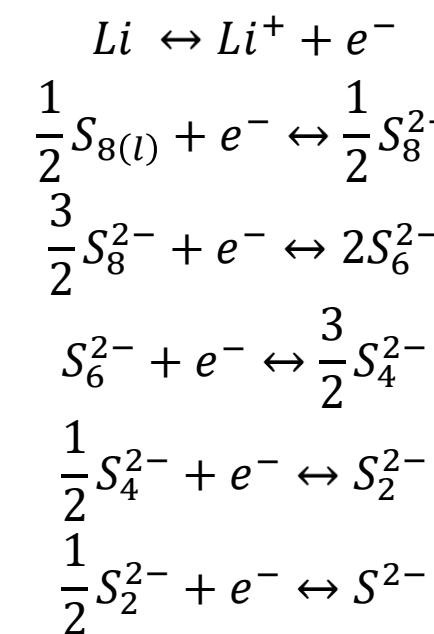 Li ↔ Li⁺ + e⁻
1/2 S₈₍ₗ₎ + e⁻ ↔ 1/2 S₈²⁻
3/2 S₈²⁻ + e⁻ ↔ 2S₆²⁻
S₆²⁻ + e⁻ ↔ 3/2 S₄²⁻
1/2 S₄²⁻ + e⁻ ↔ S₂²⁻
1/2 S₂²⁻ + e⁻ ↔ S²⁻